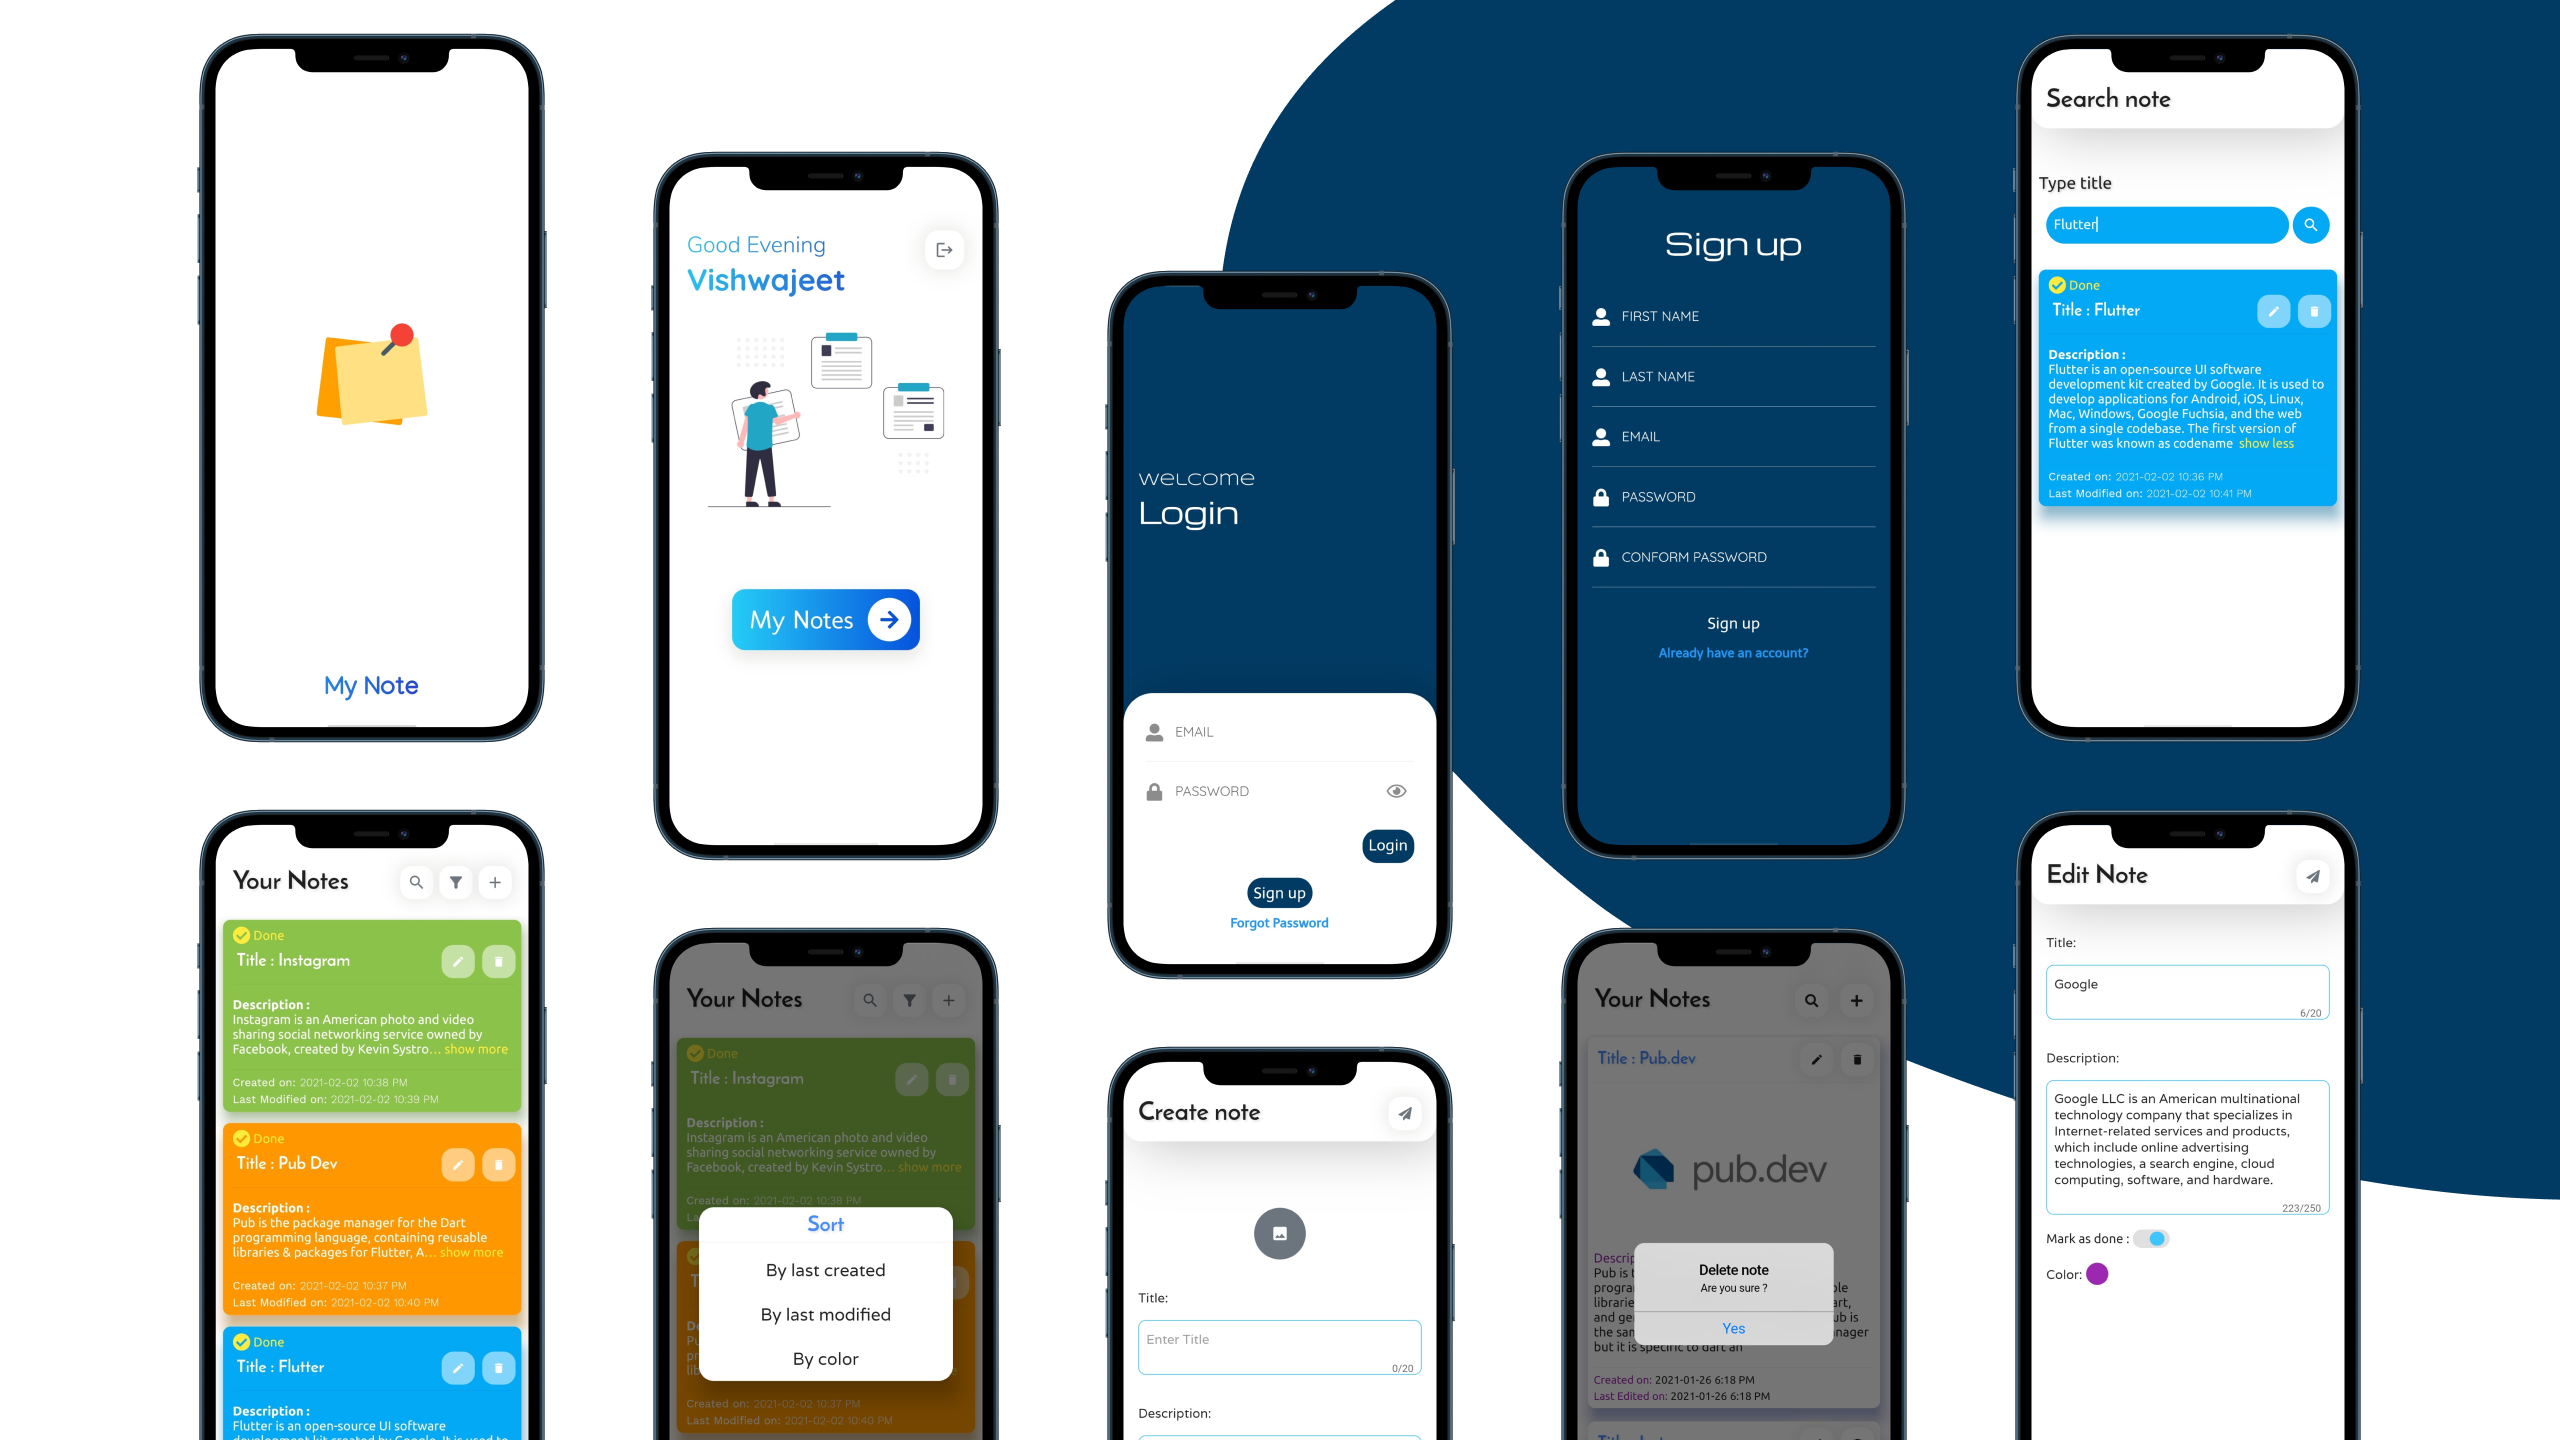 My Note
Good Evening
Vishwajeet
My Notes
welcome
Login
EMAIL
PASSWORD
Login
Sign up
Forgot Password
Sign up
FIRST NAME
LAST NAME
EMAIL
PASSWORD
CONFORM PASSWORD
Sign up
Already have an account?
Search note
Type title
Flutter
Done
Title : Flutter
Description :
Flutter is an open-source UI software
development kit created by Google. It is used to
develop applications for Android, iOS, Linux,
Mac, Windows, Google Fuchsia, and the web
from a single codebase. The first version of
Flutter was known as codename show less
Created on: 2021-02-02 10:36 PM
Last Modified on: 2021-02-02 10:41 PM
Your Notes
Done
Title : Instagram
Description :
Instagram is an American photo and video
sharing social networking service owned by
Facebook, created by Kevin Systro... show more
Created on: 2021-02-02 10:38 PM
Last Modified on: 2021-02-02 10:39 PM
Done
Title : Pub Dev
Description :
Pub is the package manager for the Dart
programming language, containing reusable
libraries & packages for Flutter, A... show more
Created on: 2021-02-02 10:37 PM
Last Modified on: 2021-02-02 10:40 PM
Done
Title : Flutter
Description :
Flutter is an open-source UI software
development kit created by Google. It is used to
Your Notes
Done
Title : Instagram
Description :
Instagram is an American photo and video
sharing social networking service owned by
Facebook, created by Kevin Systro... show more
Created on: 2021-02-02 10:38 PM
Sort
By last created
By last modified
By color
Created on: 2021-02-02 10:37 PM
Last Modified on: 2021-02-02 10:40 PM
Create note
Title:
Enter Title
0/20
Description:
Your Notes
Title : Pub.dev
pub.dev
Delete note
Are you sure ?
Yes
but it is specific to dart an
Created on: 2021-01-26 6:18 PM
Last Edited on: 2021-01-26 6:18 PM
Edit Note
Title:
Google
6/20
Description:
Google LLC is an American multinational
technology company that specializes in
Internet-related services and products,
which include online advertising
technologies, a search engine, cloud
computing, software, and hardware.
223/250
Mark as done :
Color: